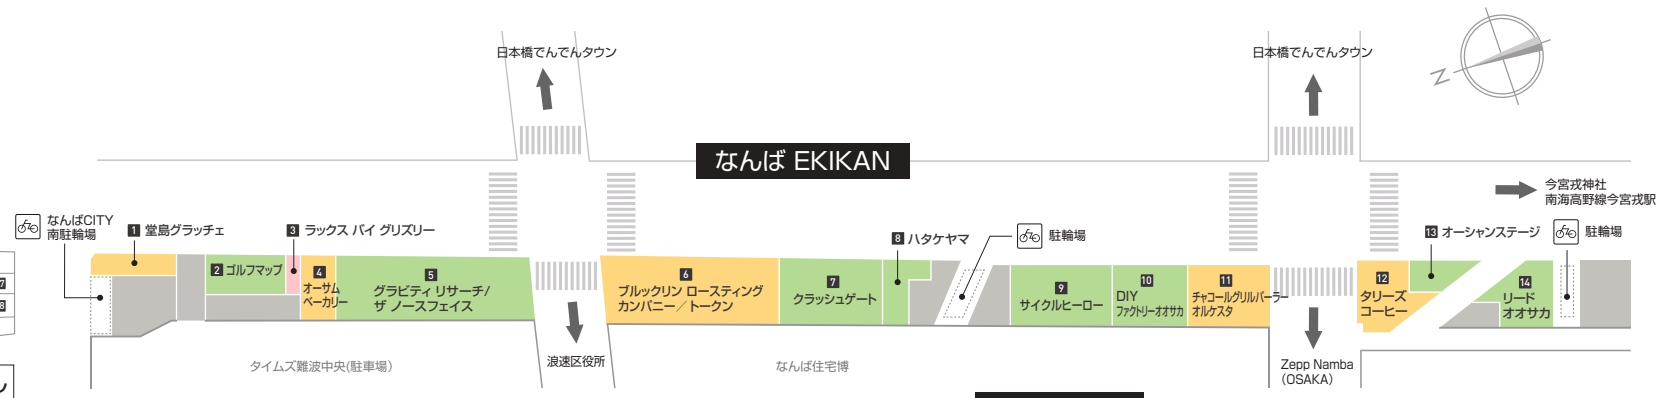 日本橋でんでんタウン
日本橋でんでんタウン
N
なんば EKIKAN
今宮戎神社
南海高野線今宮戎駅
なんばCITY
南駐輪場
1 堂島グラッチェ
3 ラックス バイ グリズリー
8 ハタケヤマ
駐輪場
13 オーシャンステージ
駐輪場
2 ゴルフマップ
4
オーサム
ベーカリー
5
グラビティ リサーチ/
ザ ノースフェイス
6
ブルックリン ロースティング
カンパニー／トークン
7
クラッシュゲート
9
サイクルヒーロー
10
DIY
ファクトリーオオサカ
11
チャコールグリルバーラー
オルケスタ
12
タリーズ
コーヒー
14
リード
オオサカ
7
8
タイムズ難波中央(駐車場)
浪速区役所
なんば住宅博
Zepp Namba
(OSAKA)